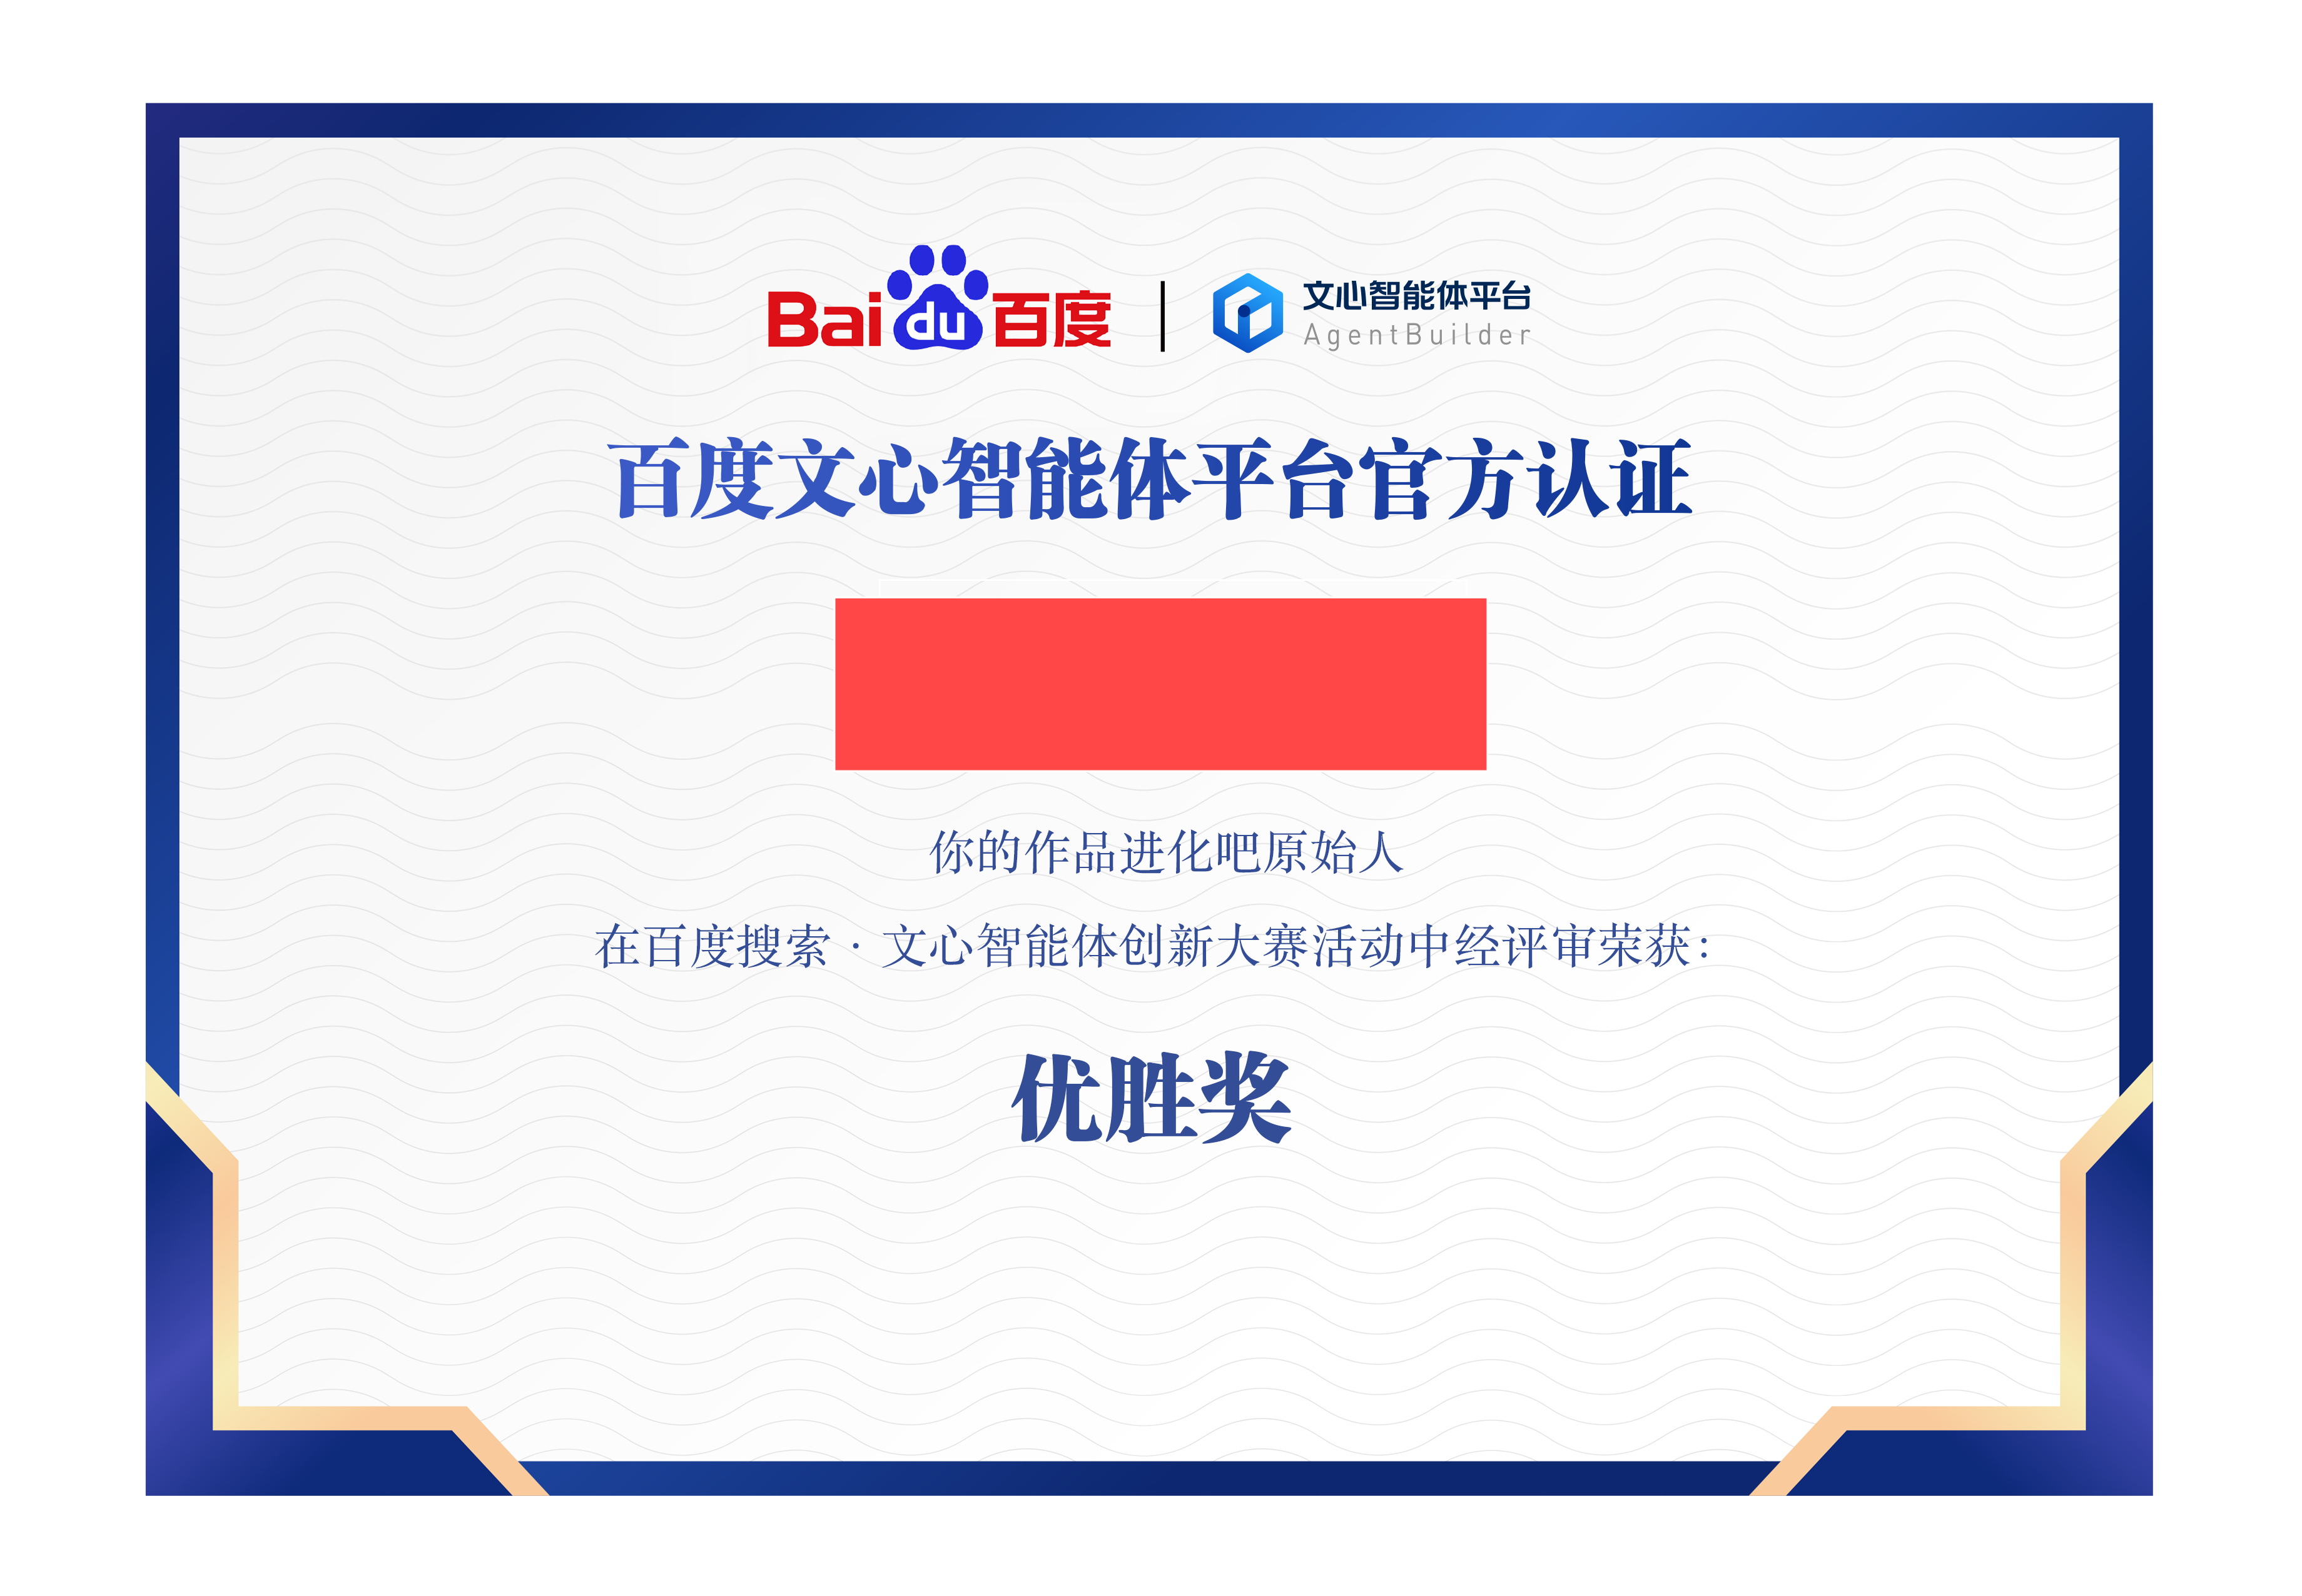 Bai du 百度 | 文心智能体平台
AgentBuilder
百度文心智能体平台官方认证
你的作品进化吧原始人
在百度搜索 · 文心智能体创新大赛活动中经评审荣获：
优胜奖